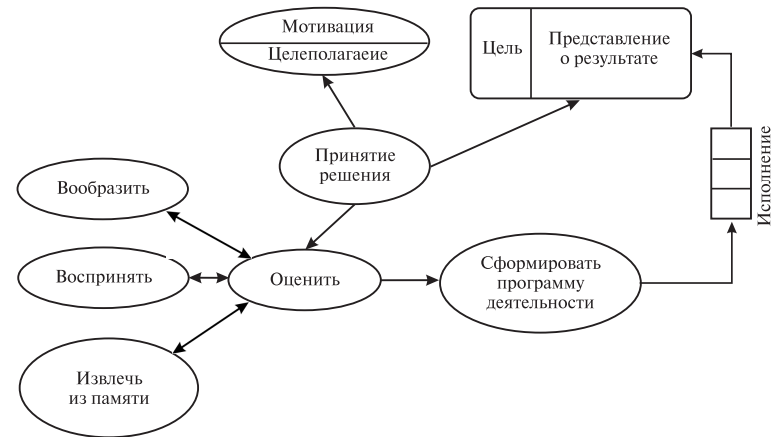 Мотивация
Целеполагаеие
Цель
Представление
о результате
Принятие
решения
Исполнение
Вообразить
Воспринять
Оценить
Сформировать
программу
деятельности
Извлечь
из памяти